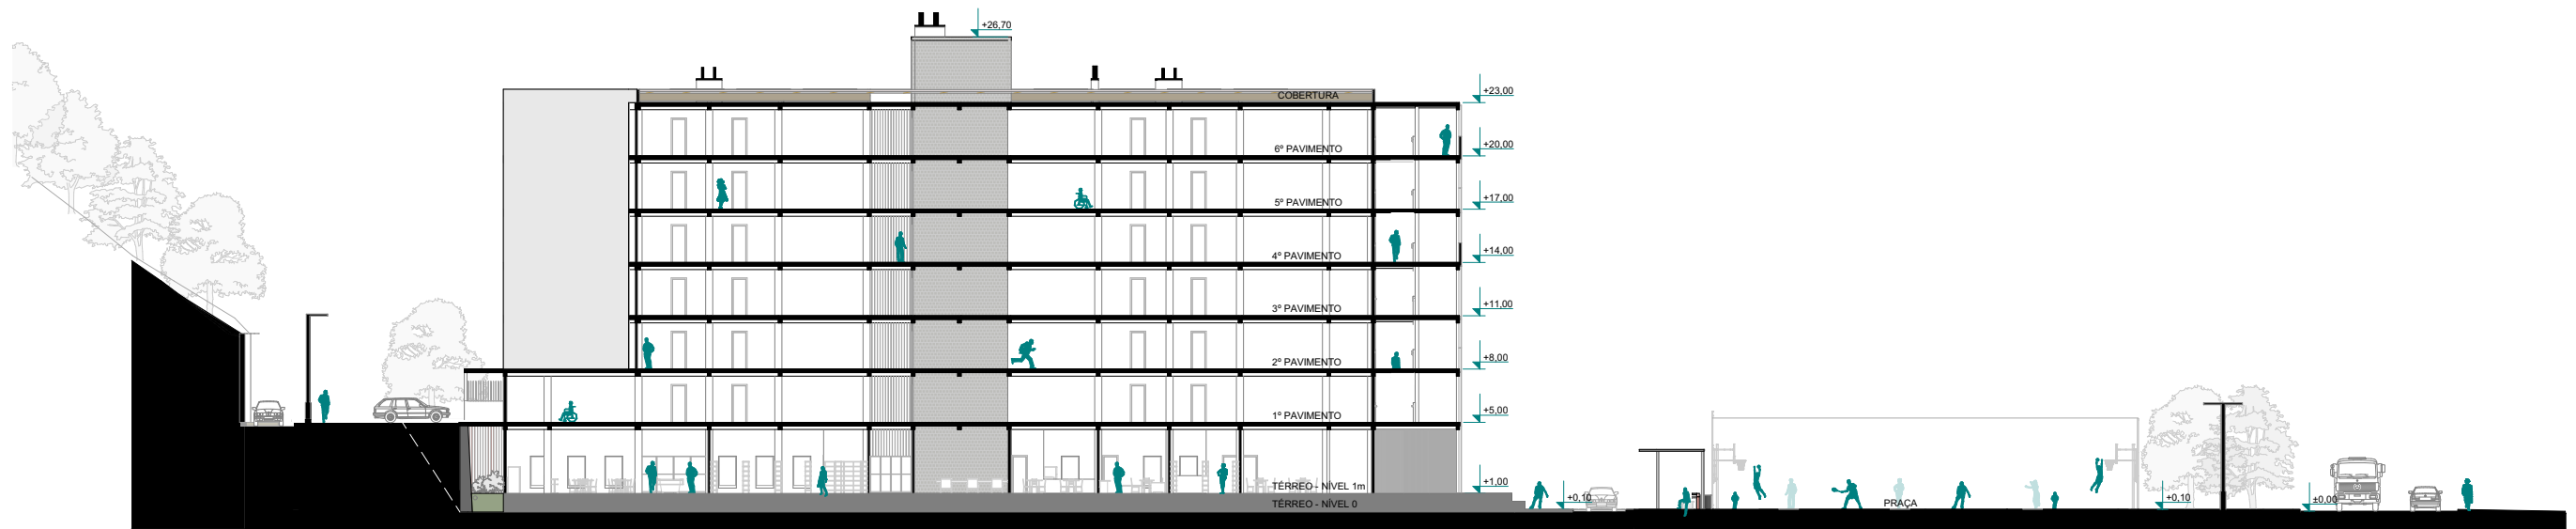 +26,70
COBERTURA
+23,00
6º PAVIMENTO
+20,00
5º PAVIMENTO
+17,00
4º PAVIMENTO
+14,00
3º PAVIMENTO
+11,00
2º PAVIMENTO
+8,00
1º PAVIMENTO
+5,00
TÉRREO - NÍVEL 1m
+1,00
TÉRREO - NÍVEL 0
+0,10
PRAÇA
+0,10
±0,00